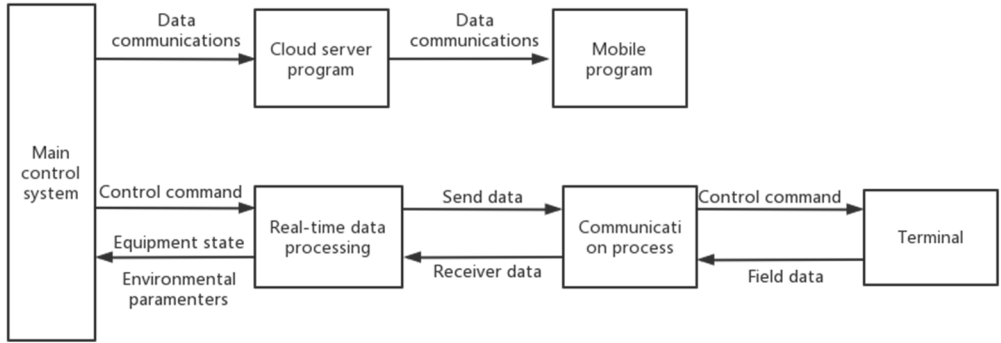 Data
communications
Data
communications
Cloud server
program
Mobile
program
Main
control
system
Control command
Send data
Control command
Real-time data
processing
Communicati
on process
Terminal
Equipment state
Environmental
paramenters
Receiver data
Field data